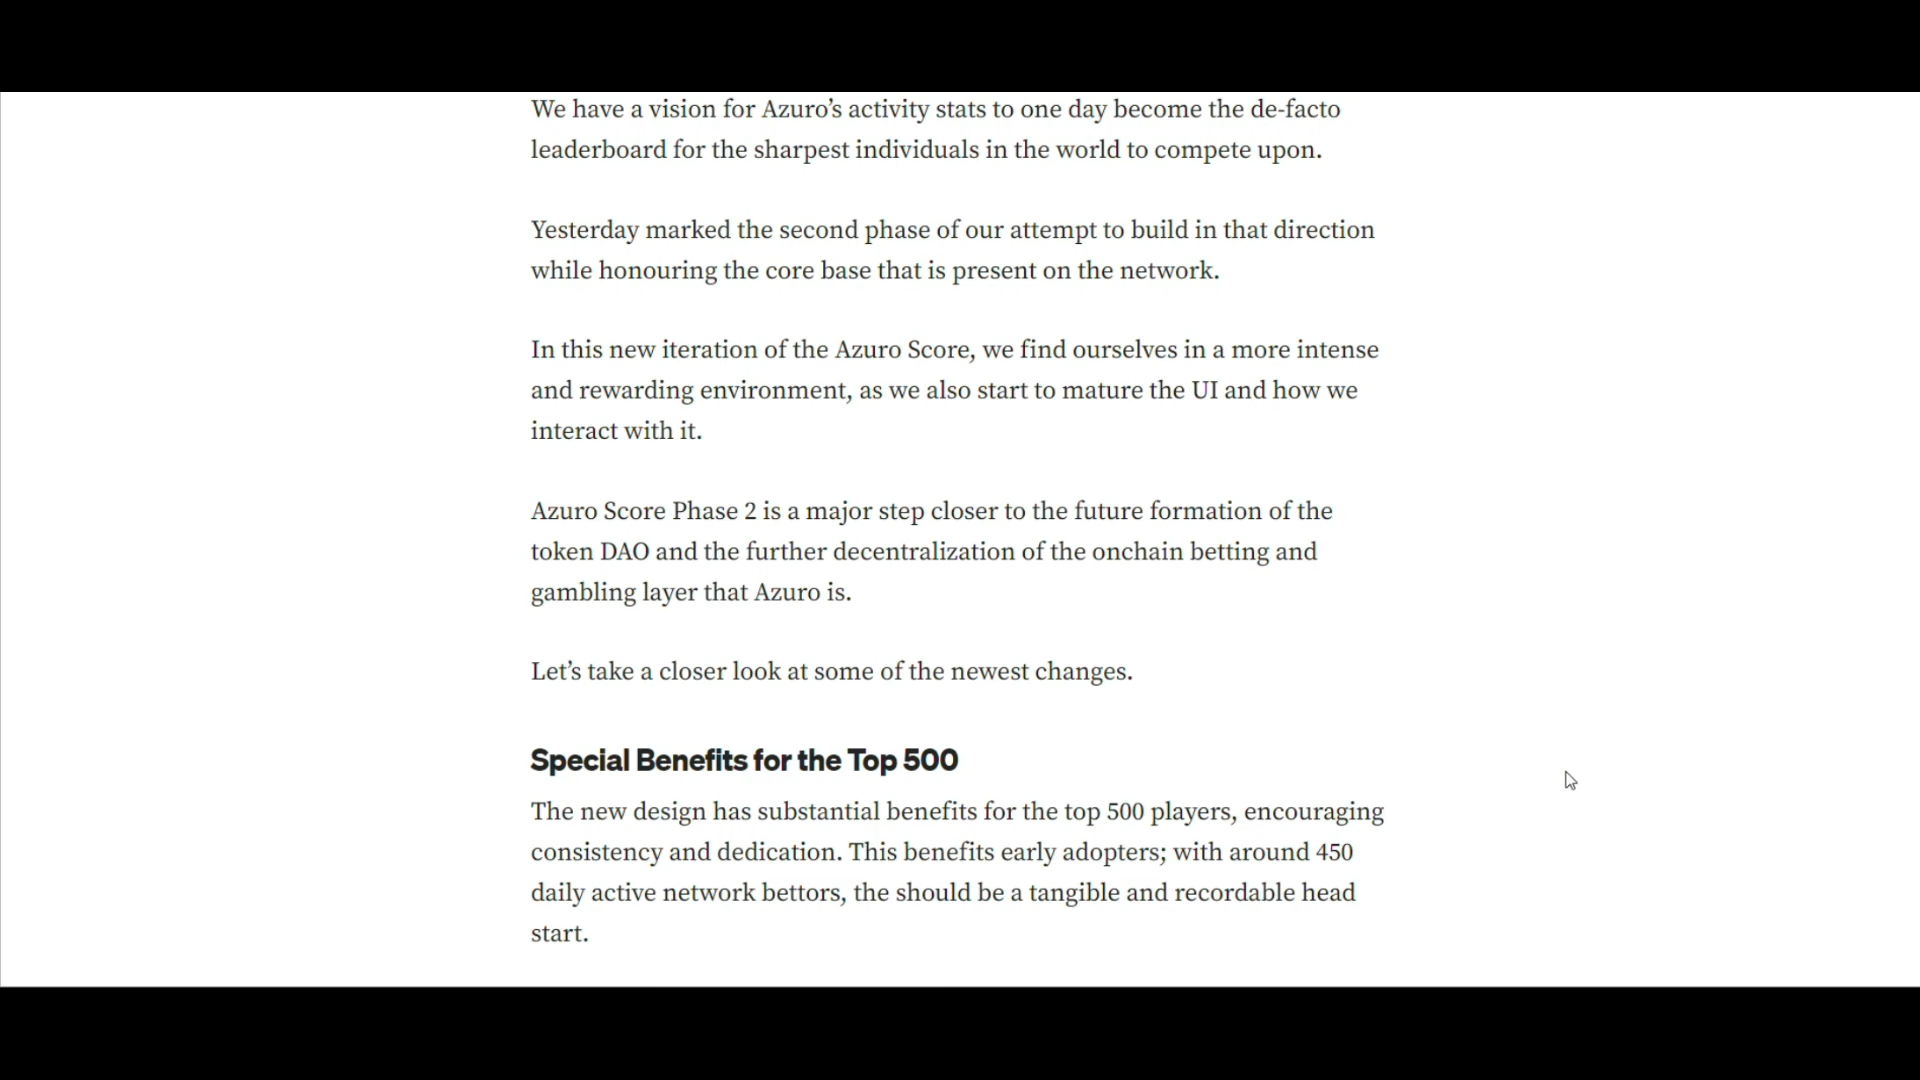 We have a vision for Azuro’s activity stats to one day become the de-facto
leaderboard for the sharpest individuals in the world to compete upon.
Yesterday marked the second phase of our attempt to build in that direction
while honouring the core base that is present on the network.
In this new iteration of the Azuro Score, we find ourselves in a more intense
and rewarding environment, as we also start to mature the UI and how we
interact with it.
Azuro Score Phase 2 is a major step closer to the future formation of the
token DAO and the further decentralization of the onchain betting and
gambling layer that Azuro is.
Let’s take a closer look at some of the newest changes.
Special Benefits for the Top 500
The new design has substantial benefits for the top 500 players, encouraging
consistency and dedication. This benefits early adopters; with around 450
daily active network bettors, the should be a tangible and recordable head
start.